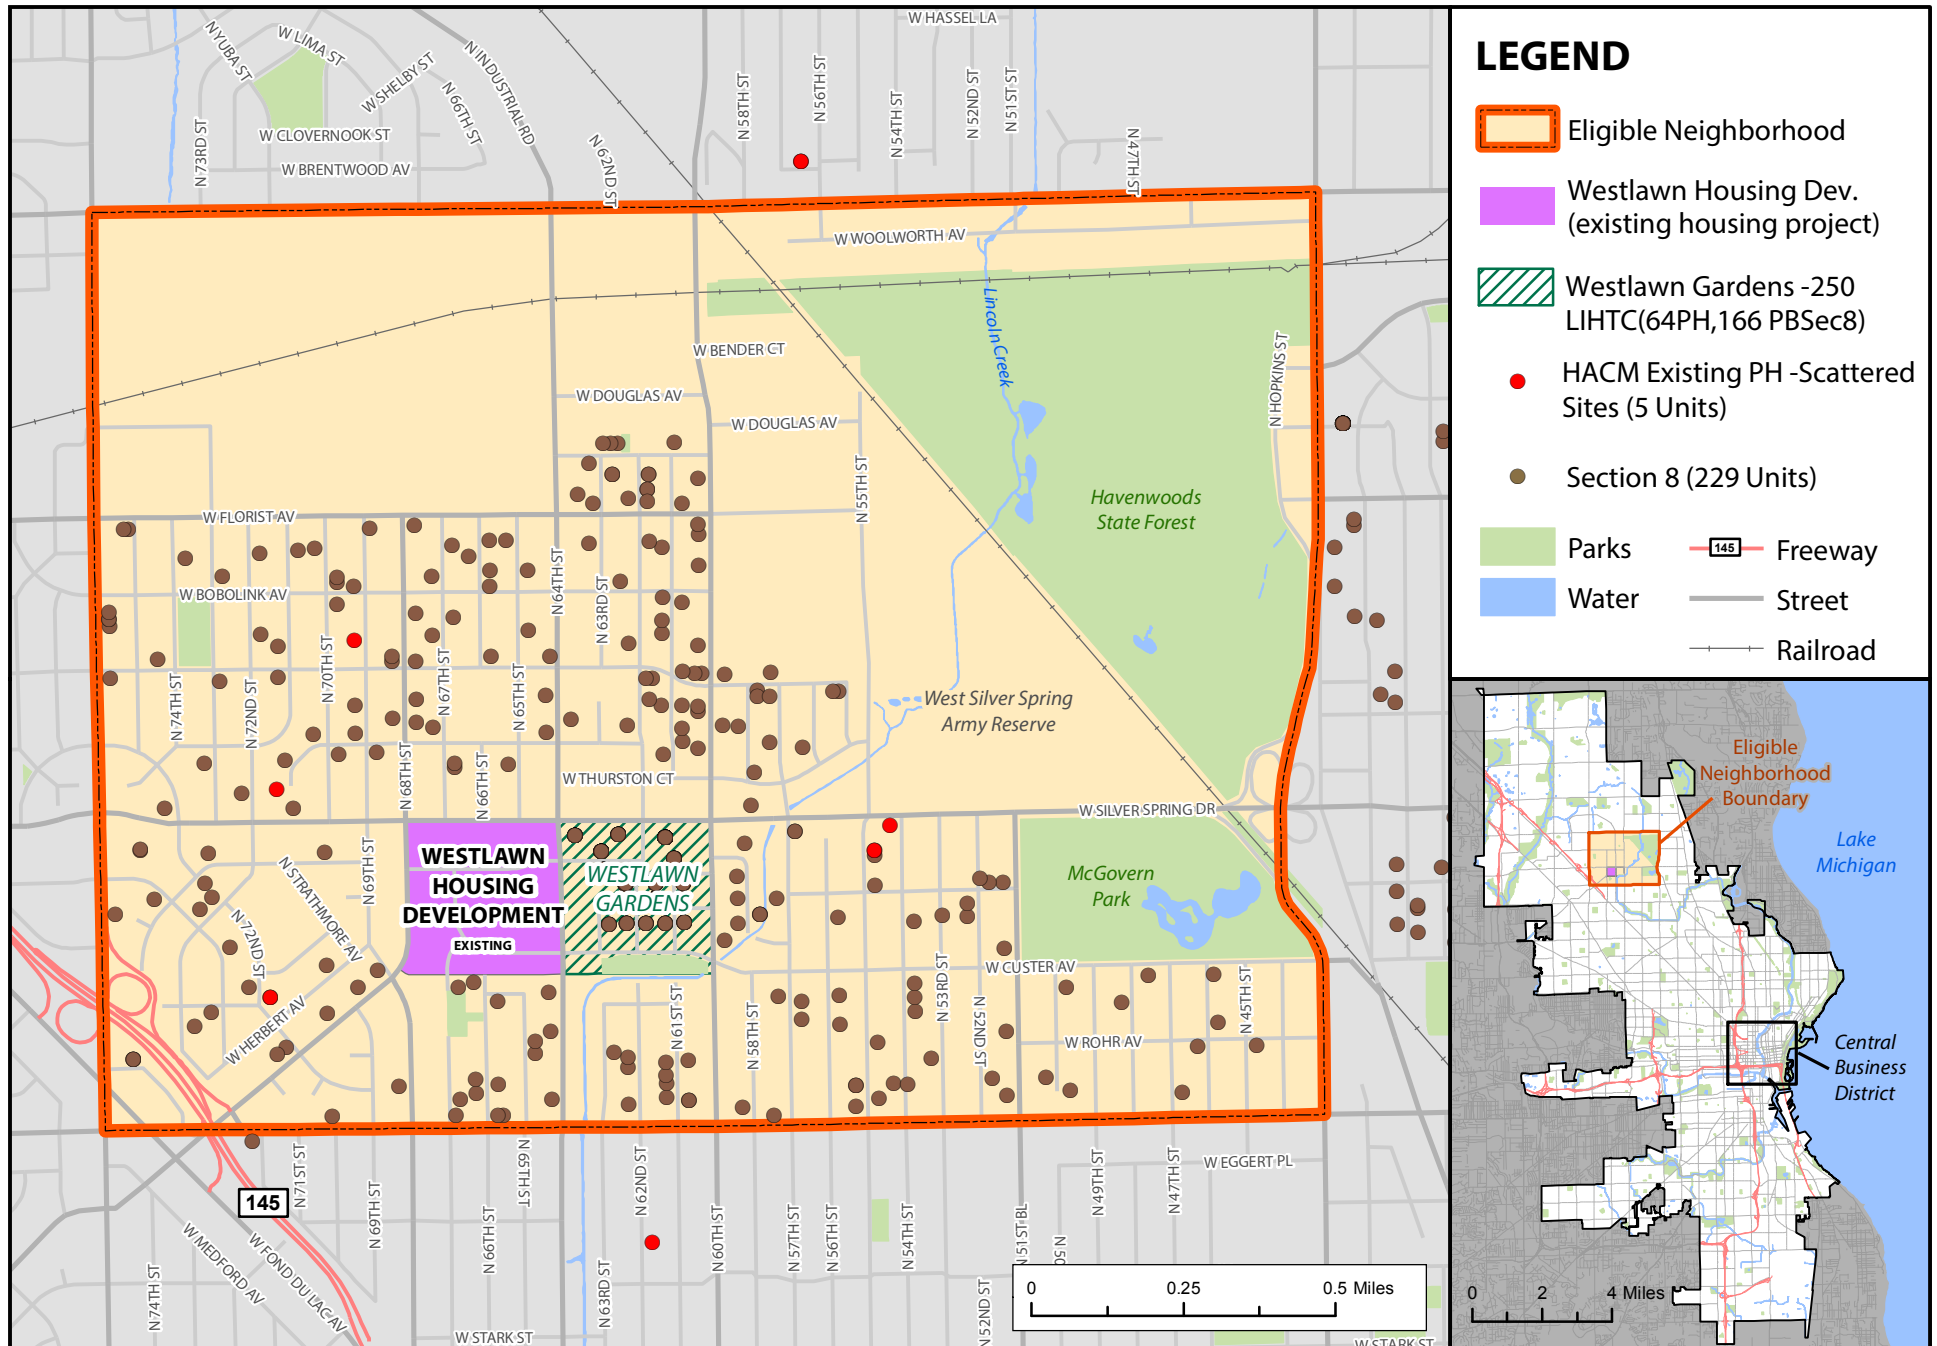 W HASSEL LA
N YUBA ST
W LIMA ST
W SHELBY ST
N INDUSTRIAL RD
N 66TH ST
N 73RD ST
W CLOVERNOOK ST
W BRENTWOOD AV
N 62ND ST
N 58TH ST
N 56TH ST
N 54TH ST
N 52ND ST
N 51ST ST
N 47TH ST
W WOOLWORTH AV
Lincoln Creek
W BENDER CT
N HOPKINS ST
W DOUGLAS AV
W DOUGLAS AV
N 55TH ST
Havenwoods
State Forest
W FLORIST AV
W BOBOLINK AV
N 64TH ST
N 63RD ST
N 74TH ST
N 72ND ST
N 70TH ST
N 67TH ST
N 65TH ST
N 68TH ST
N 66TH ST
West Silver Spring
Army Reserve
W THURSTON CT
W SILVER SPRING DR
WESTLAWN
HOUSING
DEVELOPMENT
EXISTING
WESTLAWN
GARDENS
McGovern
Park
N STRATHMORE AV
N 69TH ST
N 72ND ST
W HERBERT AV
W CUSTER AV
N 61ST ST
N 58TH ST
N 53RD ST
N 52ND ST
N 45TH ST
W ROHR AV
W EGGERT PL
145
N 71ST ST
N 69TH ST
N 65TH ST
N 66TH ST
N 62ND ST
N 63RD ST
N 60TH ST
N 57TH ST
N 56TH ST
N 54TH ST
N 52ND ST
N 51ST BL
N 50
N 49TH ST
N 47TH ST
W MEDFORD AV
W FOND DU LAC AV
N 74TH ST
W STARK ST
W STARK ST
0 0.25 0.5 Miles
LEGEND
Eligible Neighborhood
Westlawn Housing Dev.
(existing housing project)
Westlawn Gardens -250
LIHTC(64PH,166 PBSec8)
HACM Existing PH -Scattered
Sites (5 Units)
Section 8 (229 Units)
Parks
145 Freeway
Water
Street
Railroad
Eligible
Neighborhood
Boundary
Lake
Michigan
Central
Business
District
0 2 4 Miles